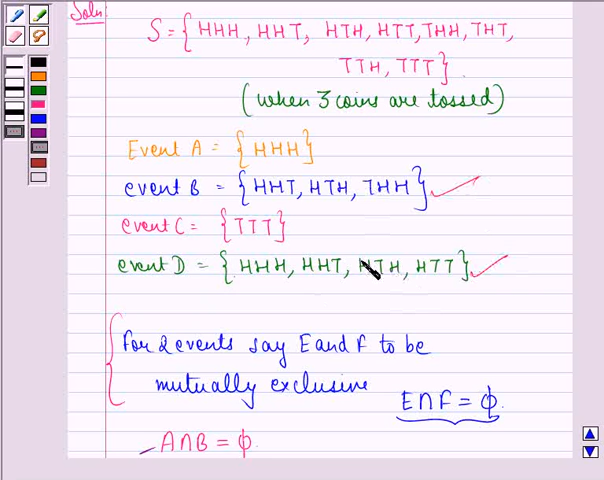 Soln:
S = { HHH, HHT, HTH, HTT, THH, THT,
TTH, TTT }
(when 3 coins are tossed)
Event A = { HHH }
event B = { HHT, HTH, THH }
event C = { TTT }
event D = { HHH, HHT, HTH, HTT }
For 2 events say E and F to be
mutually exclusive
E∩F = ϕ
A∩B = ϕ.